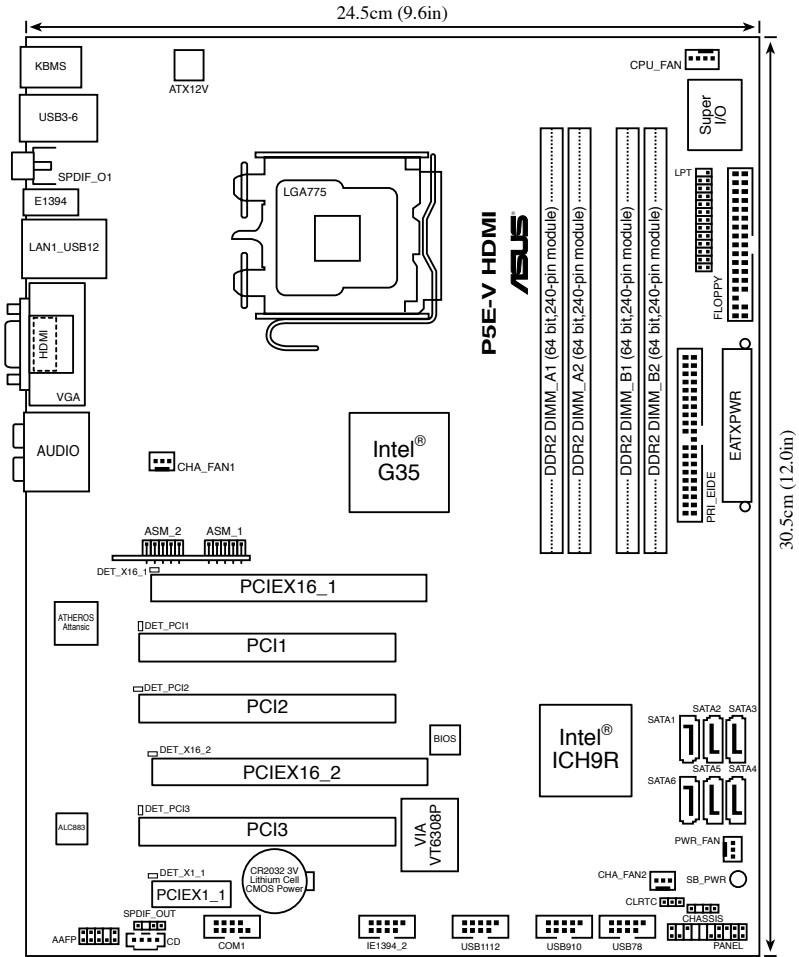 24.5cm (9.6in)
KBMS
ATX12V
CPU_FAN
USB3-6
Super
I/O
SPDIF_O1
LGA775
LPT
E1394
LAN1_USB12
P5E-V HDMI
ASUS
DDR2 DIMM_A1 (64 bit,240-pin module)
DDR2 DIMM_A2 (64 bit,240-pin module)
DDR2 DIMM_B1 (64 bit,240-pin module)
DDR2 DIMM_B2 (64 bit,240-pin module)
FLOPPY
HDMI
VGA
AUDIO
CHA_FAN1
Intel®
G35
PRI_EIDE
EATXPWR
30.5cm (12.0in)
ASM_2
ASM_1
DET_X16_1
PCIEX16_1
ATHEROS
Attansic
DET_PCI1
PCI1
DET_PCI2
PCI2
BIOS
Intel®
ICH9R
SATA1
SATA2
SATA3
DET_X16_2
PCIEX16_2
SATA6
SATA5
SATA4
ALC883
DET_PCI3
PCI3
VIA
VT6308P
PWR_FAN
DET_X1_1
PCIEX1_1
CR2032 3V
Lithium Cell
CMOS Power
CHA_FAN2
SB_PWR
CLRTC
CHASSIS
SPDIF_OUT
AAFP
CD
COM1
IE1394_2
USB1112
USB910
USB78
PANEL